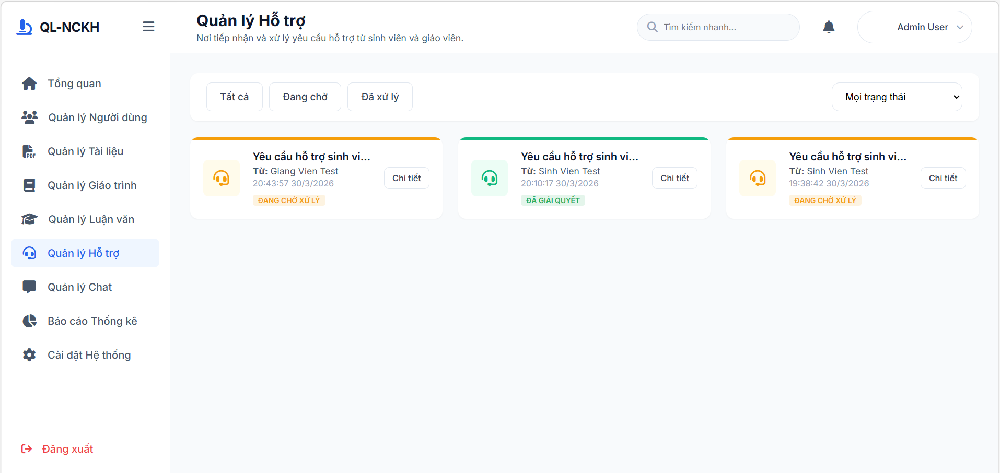 QL-NCKH
Quản lý Hỗ trợ
Nơi tiếp nhận và xử lý yêu cầu hỗ trợ từ sinh viên và giáo viên.
Tìm kiếm nhanh...
Admin User
Tổng quan
Quản lý Người dùng
PDF
Quản lý Tài liệu
Quản lý Giáo trình
Quản lý Luận văn
Quản lý Hỗ trợ
Quản lý Chat
Báo cáo Thống kê
Cài đặt Hệ thống
Đăng xuất
Tất cả
Đang chờ
Đã xử lý
Mọi trạng thái
Yêu cầu hỗ trợ sinh vi...
Từ: Giang Vien Test
20:43:57 30/3/2026
ĐANG CHỜ XỬ LÝ
Chi tiết
Yêu cầu hỗ trợ sinh vi...
Từ: Sinh Vien Test
20:10:17 30/3/2026
ĐÃ GIẢI QUYẾT
Chi tiết
Yêu cầu hỗ trợ sinh vi...
Từ: Sinh Vien Test
19:38:42 30/3/2026
ĐANG CHỜ XỬ LÝ
Chi tiết